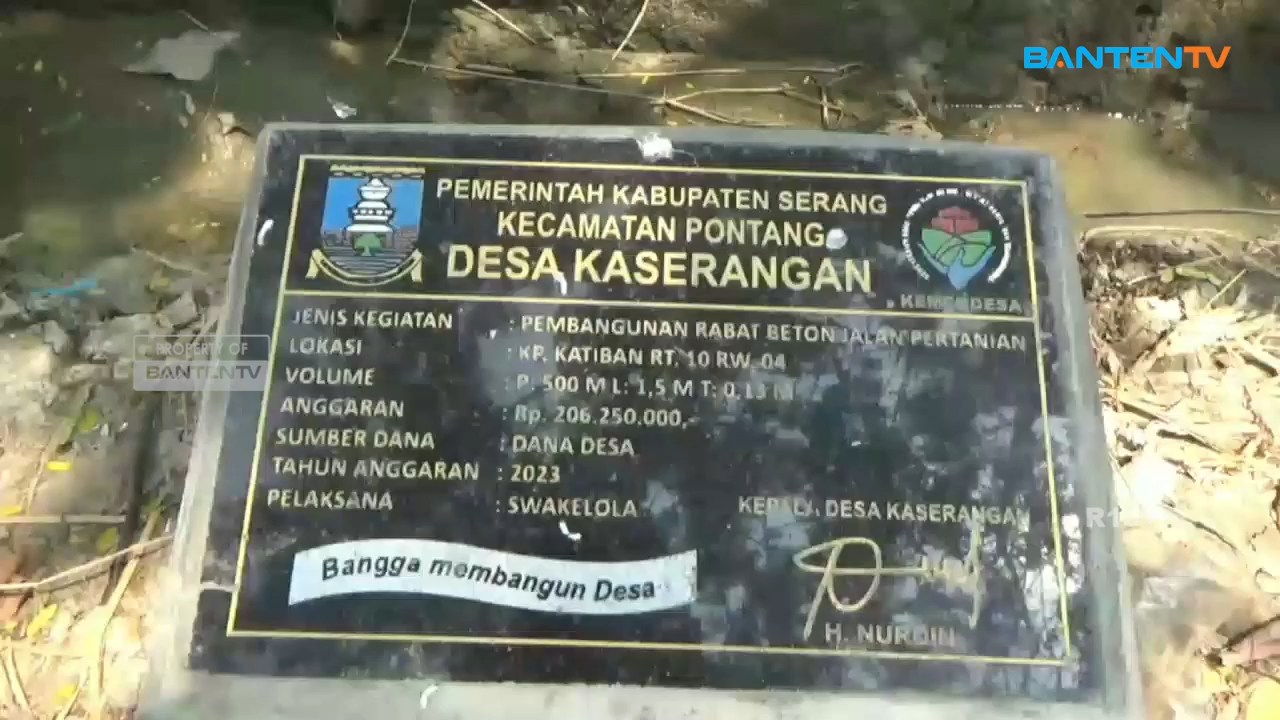 BANTENTV
PEMERINTAH KABUPATEN SERANG
KECAMATAN PONTANG
DESA KASERANGAN
KEMENDESA
JENIS KEGIATAN : PEMBANGUNAN RABAT BETON JALAN PERTANIAN
LOKASI : KP. KATIBAN RT. 10 RW. 04
VOLUME : P. 500 M L: 1,5 M T: 0,13 M
ANGGARAN : Rp. 206.250.000,-
SUMBER DANA : DANA DESA
TAHUN ANGGARAN : 2023
PELAKSANA : SWAKELOLA
KEPALA DESA KASERANGAN
Bangga membangun Desa
H. NURDIN
PROPERTY OF
BANTENTV